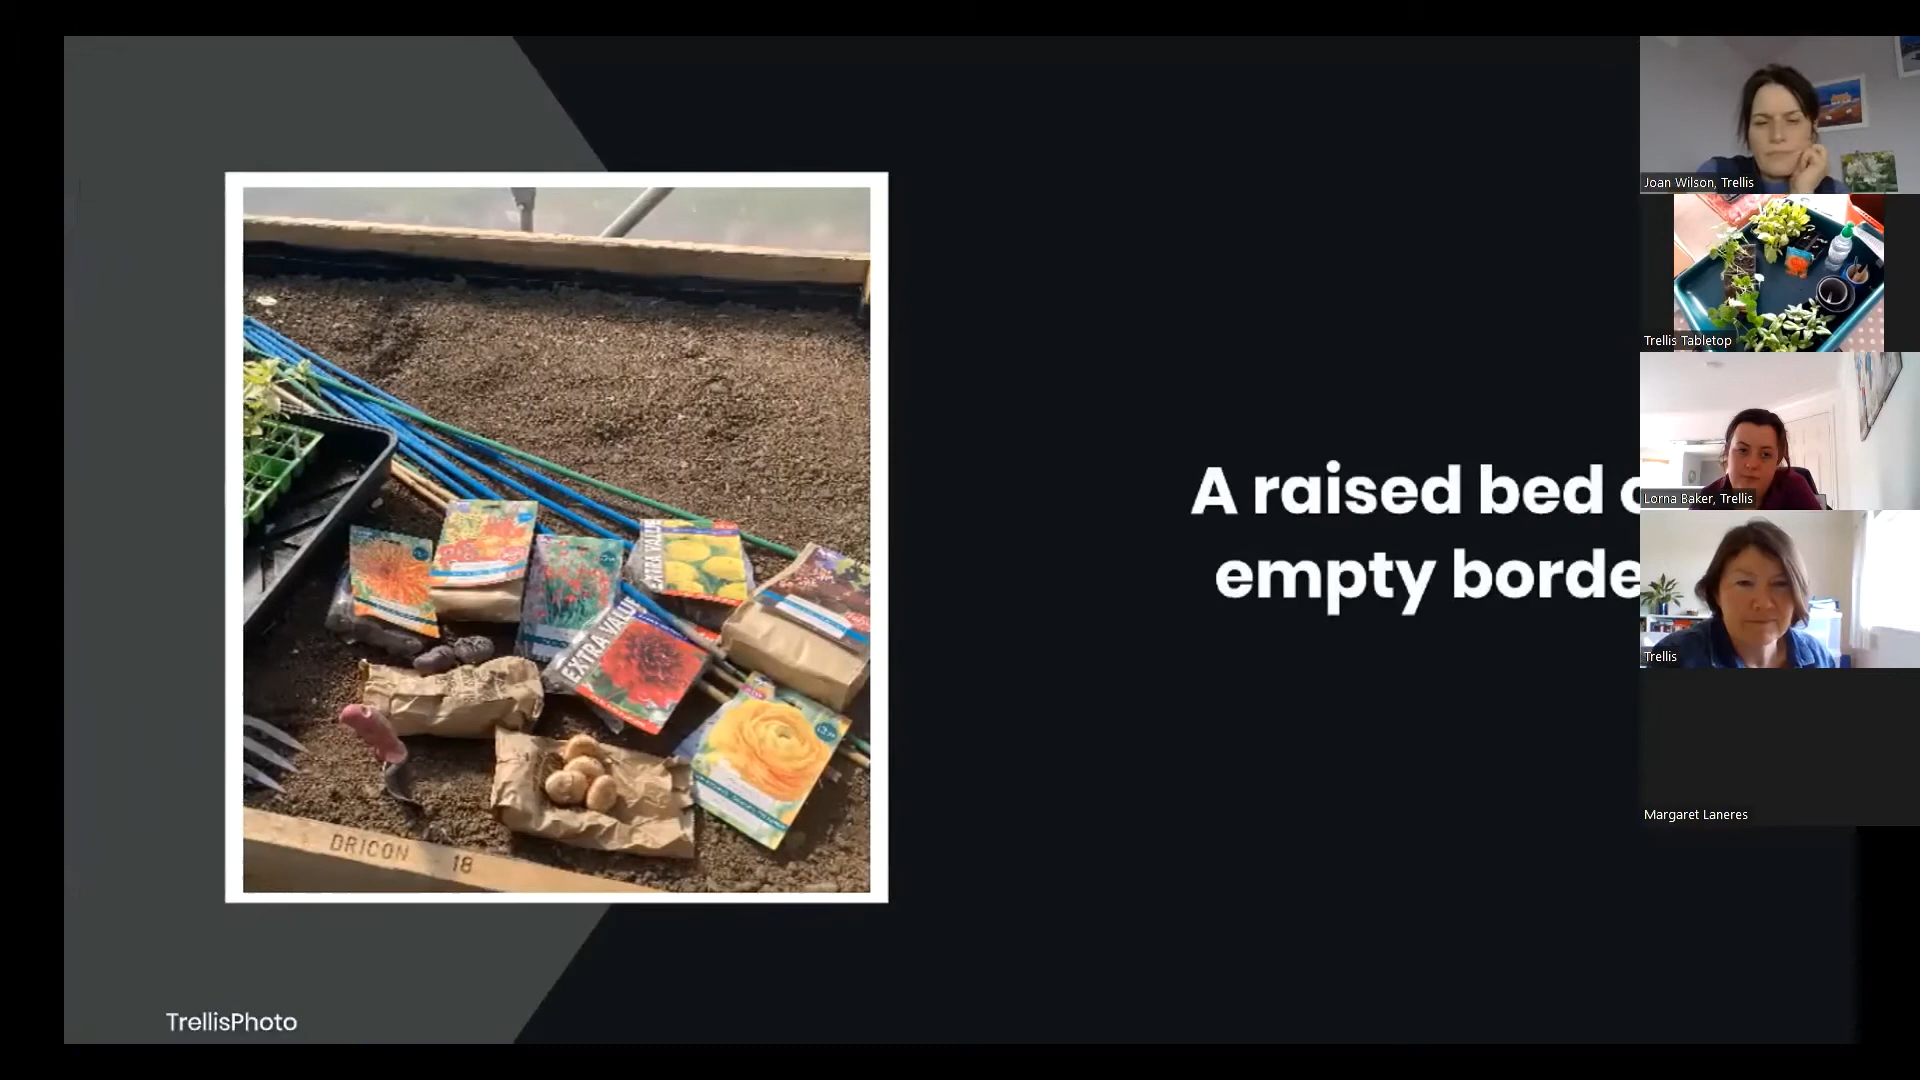 A raised bed
empty borde
EXTRA VALUE
EXTRA VALUE
DRICON 18
TrellisPhoto
Joan Wilson, Trellis
Trellis Tabletop
Lorna Baker, Trellis
Trellis
Margaret Laneres